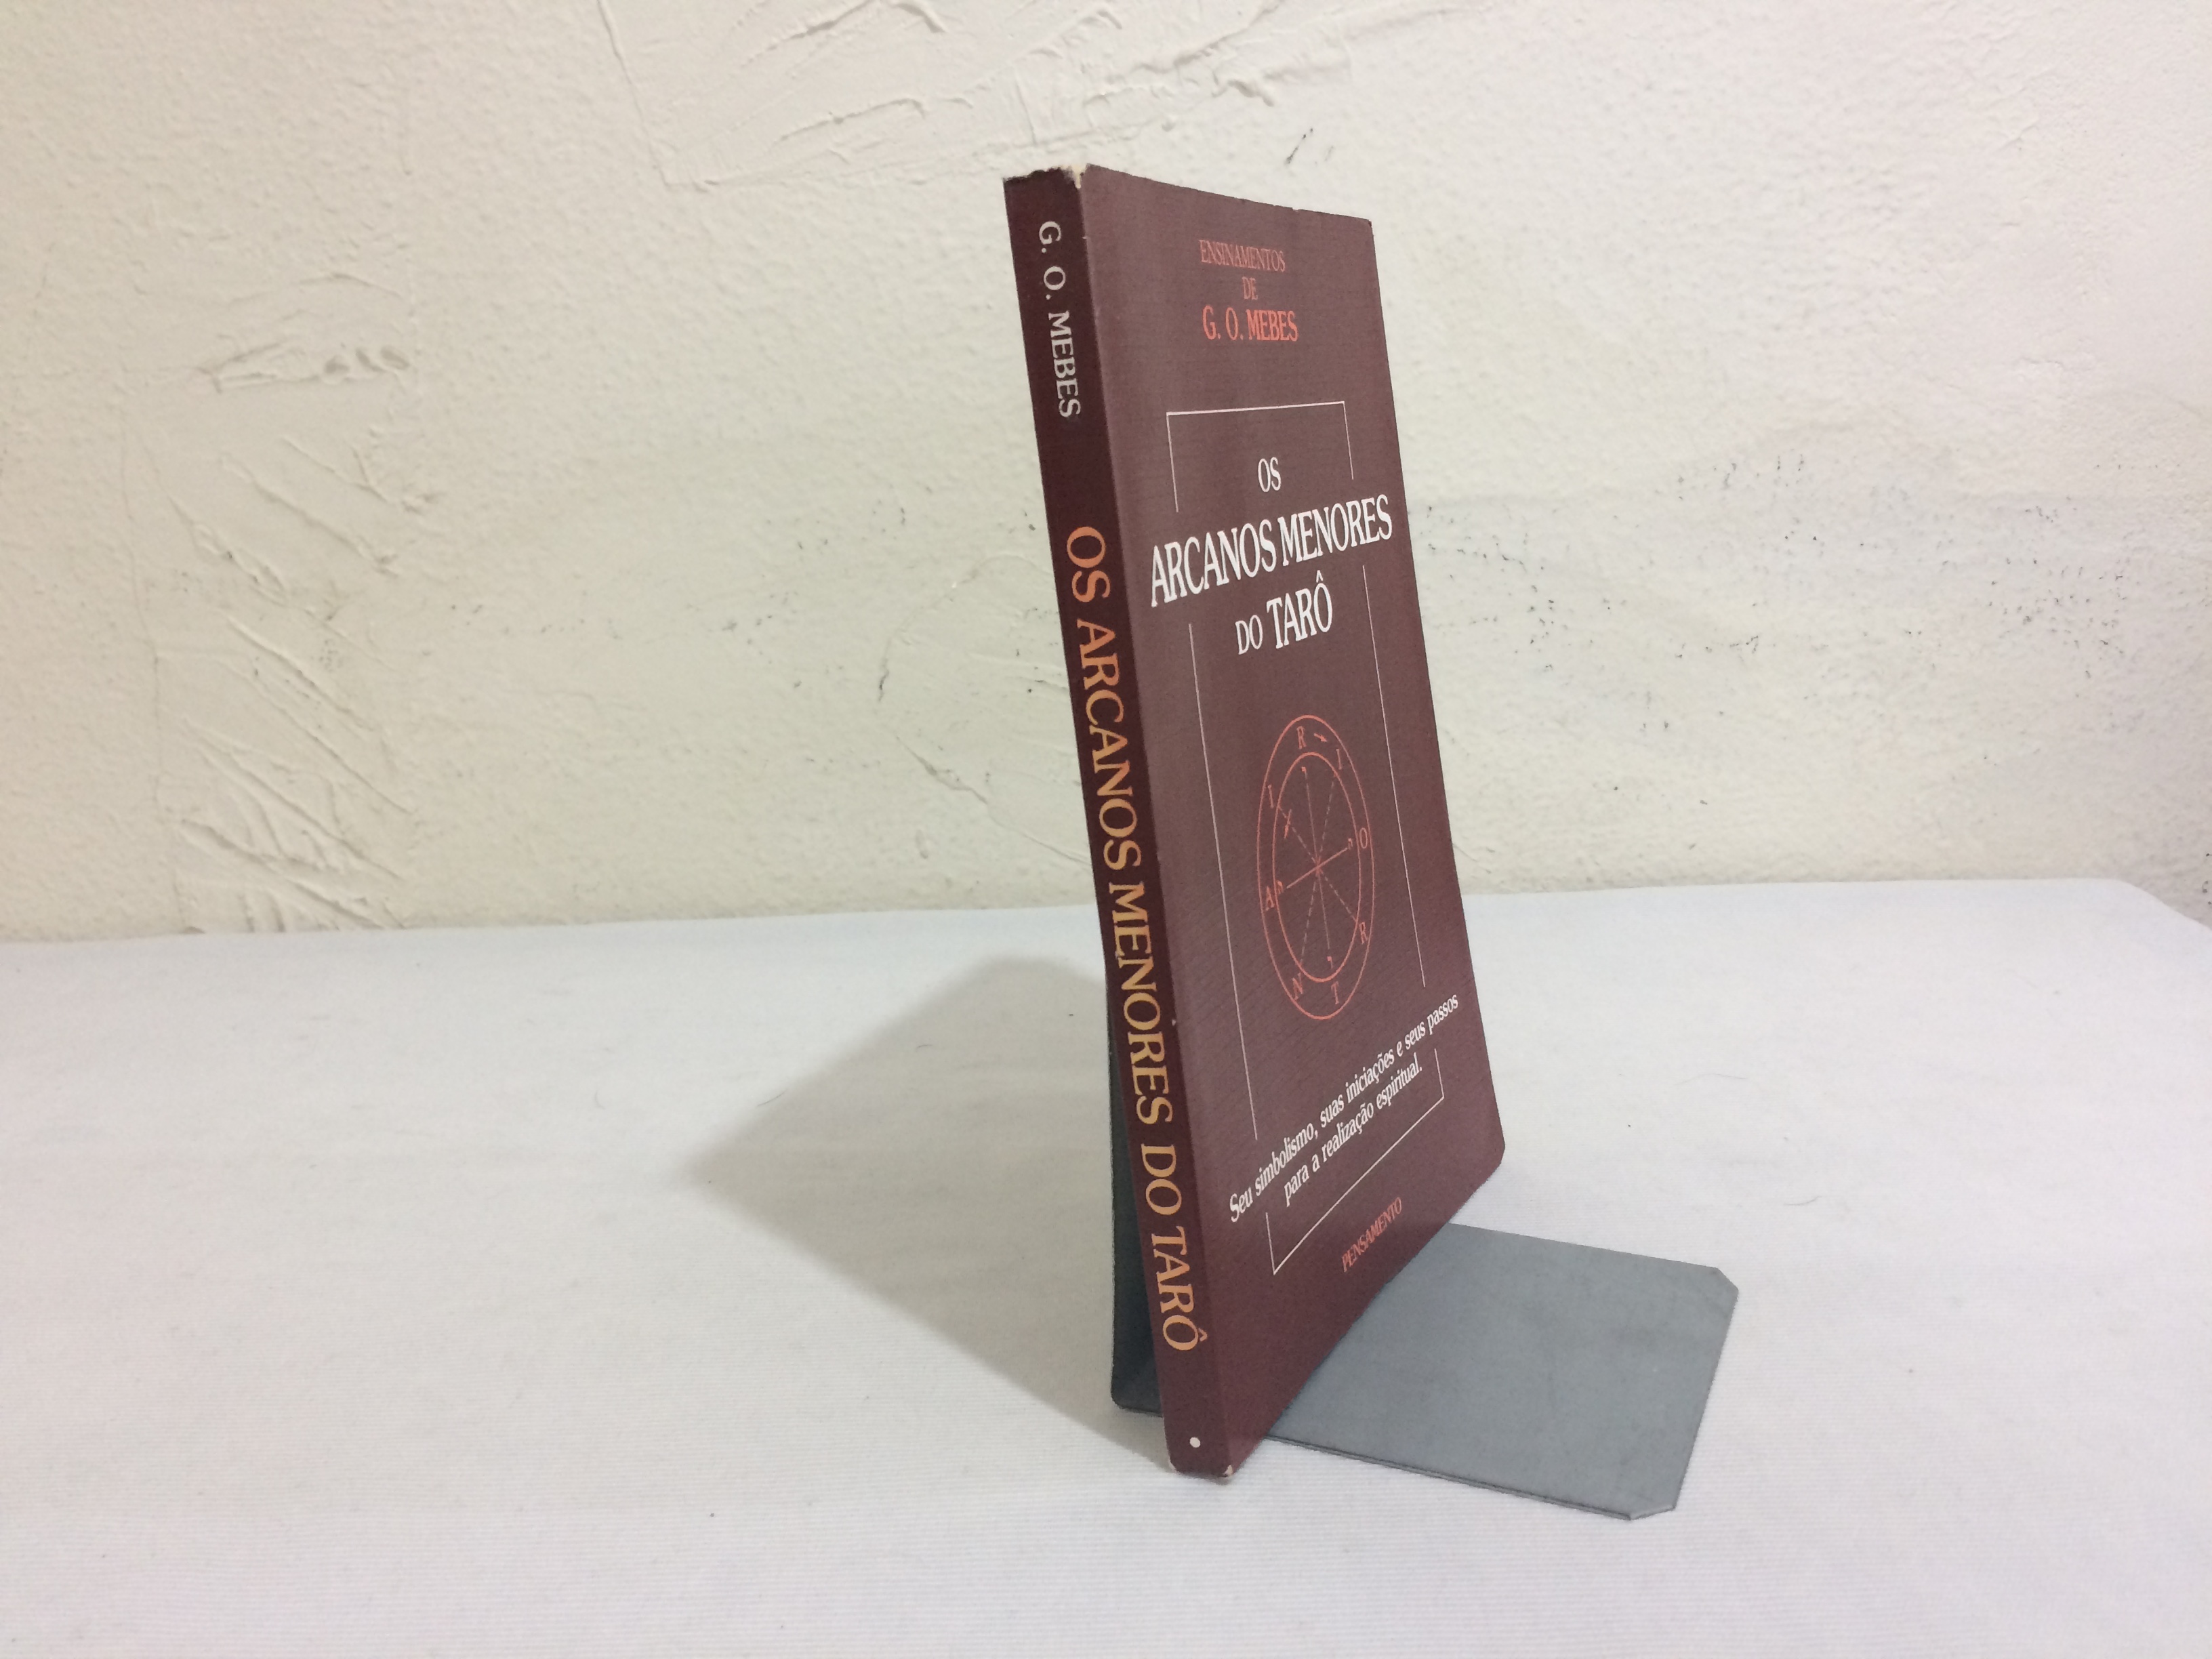 G. O. MEBES
OS ARCANOS MENORES DO TARÔ
ENSINAMENTOS
DE
G. O. MEBES
OS
ARCANOS MENORES
DO TARÔ
R I O R T N A I
Seu simbolismo, suas iniciações e seus passos
para a realização espiritual.
PENSAMENTO